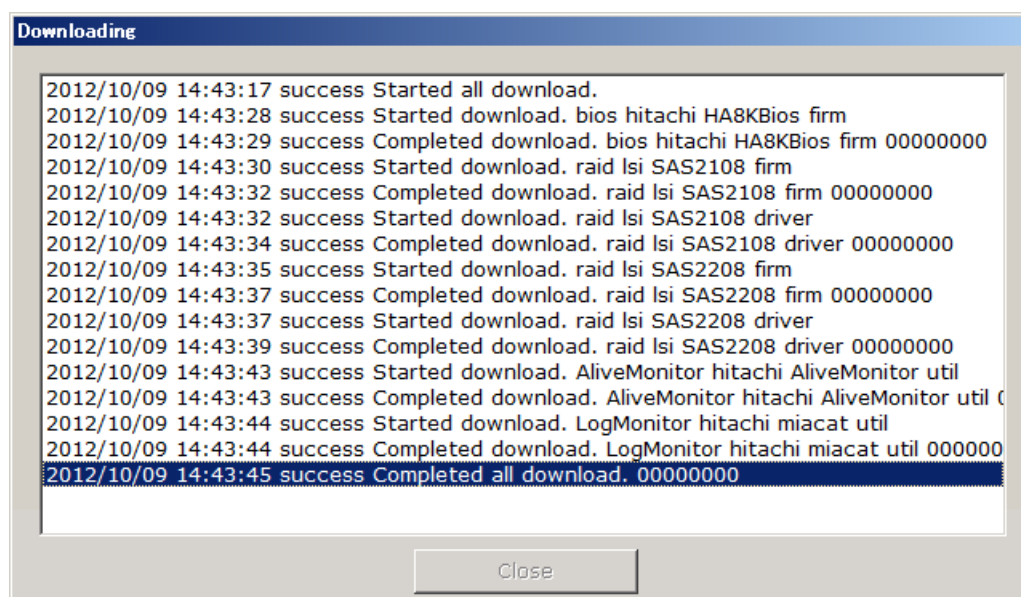 Downloading
2012/10/09 14:43:17 success Started all download.
2012/10/09 14:43:28 success Started download. bios hitachi HA8KBios firm
2012/10/09 14:43:29 success Completed download. bios hitachi HA8KBios firm 00000000
2012/10/09 14:43:30 success Started download. raid lsi SAS2108 firm
2012/10/09 14:43:32 success Completed download. raid lsi SAS2108 firm 00000000
2012/10/09 14:43:32 success Started download. raid lsi SAS2108 driver
2012/10/09 14:43:34 success Completed download. raid lsi SAS2108 driver 00000000
2012/10/09 14:43:35 success Started download. raid lsi SAS2208 firm
2012/10/09 14:43:37 success Completed download. raid lsi SAS2208 firm 00000000
2012/10/09 14:43:37 success Started download. raid lsi SAS2208 driver
2012/10/09 14:43:39 success Completed download. raid lsi SAS2208 driver 00000000
2012/10/09 14:43:43 success Started download. AliveMonitor hitachi AliveMonitor util
2012/10/09 14:43:43 success Completed download. AliveMonitor hitachi AliveMonitor util
2012/10/09 14:43:44 success Started download. LogMonitor hitachi miacat util
2012/10/09 14:43:44 success Completed download. LogMonitor hitachi miacat util 000000
2012/10/09 14:43:45 success Completed all download. 00000000
Close